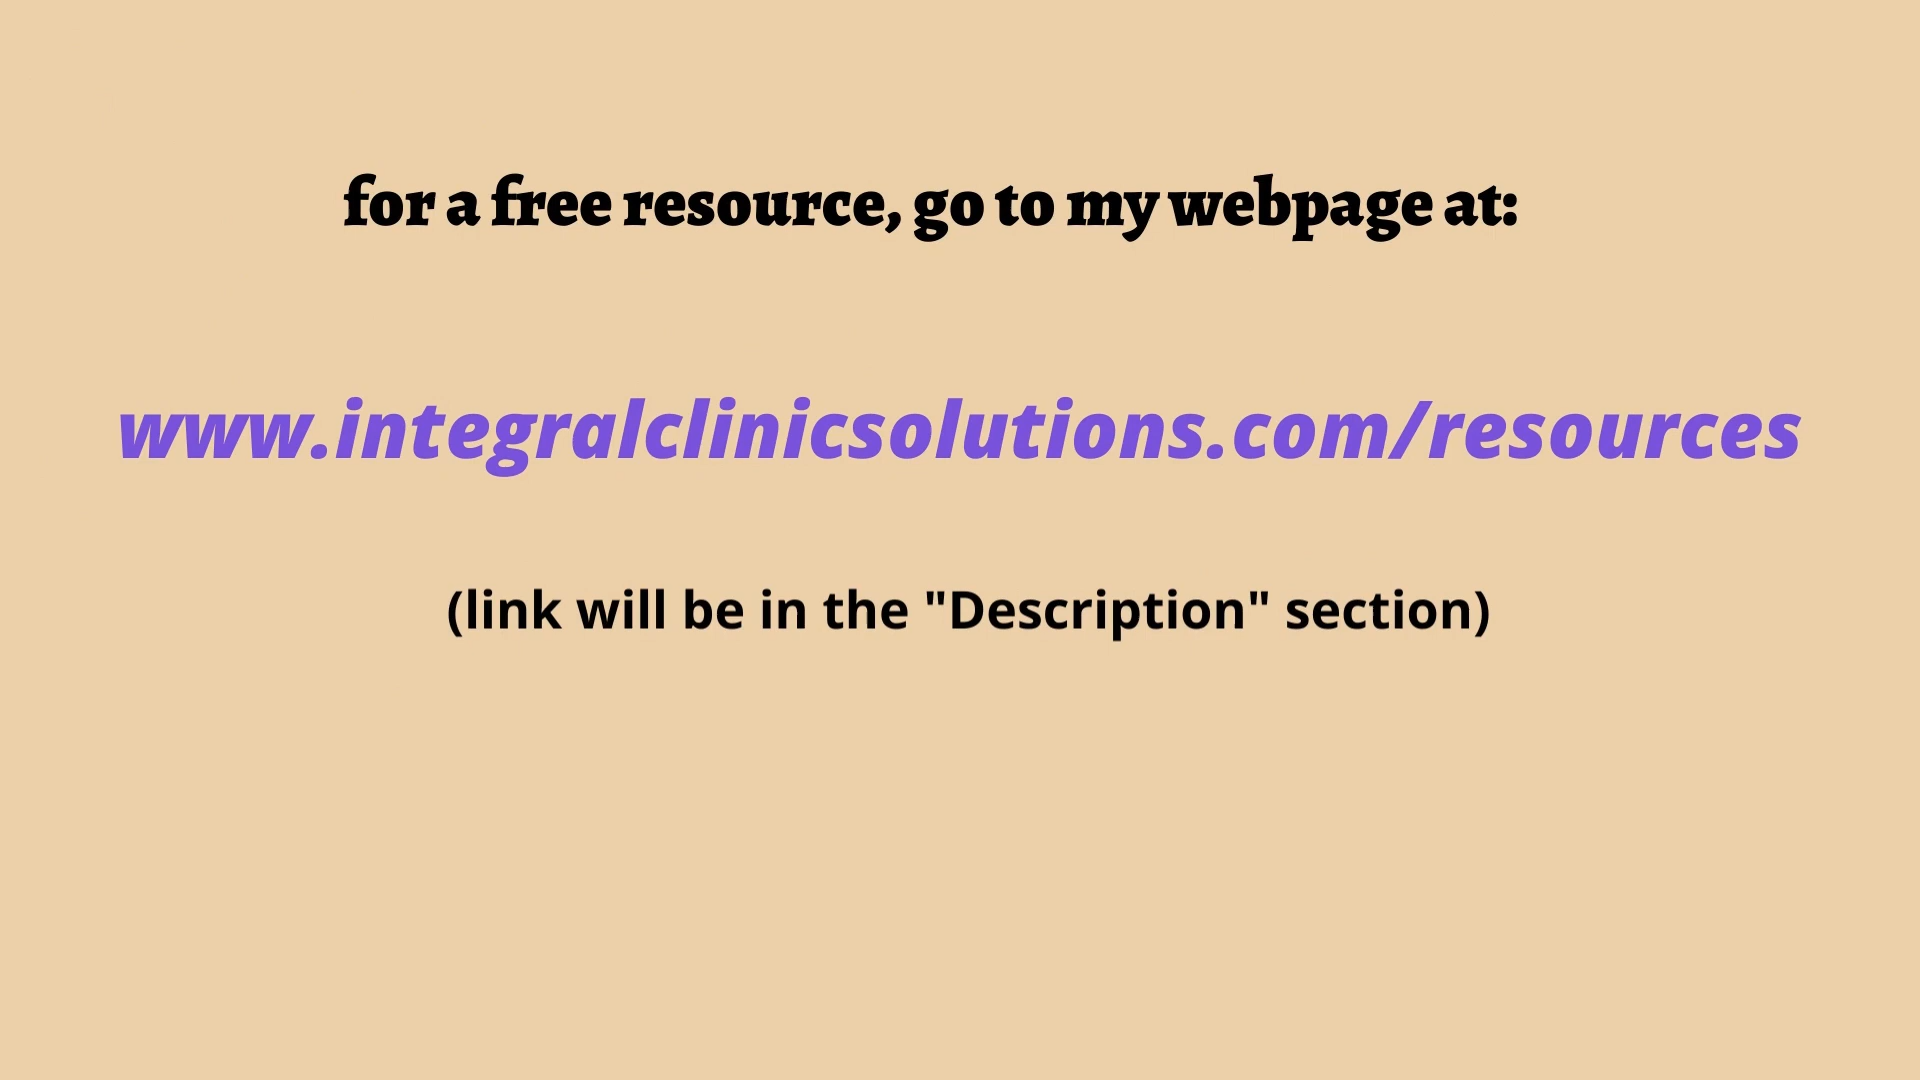 for a free resource, go to my webpage at:
www.integralclinicsolutions.com/resources
(link will be in the "Description" section)